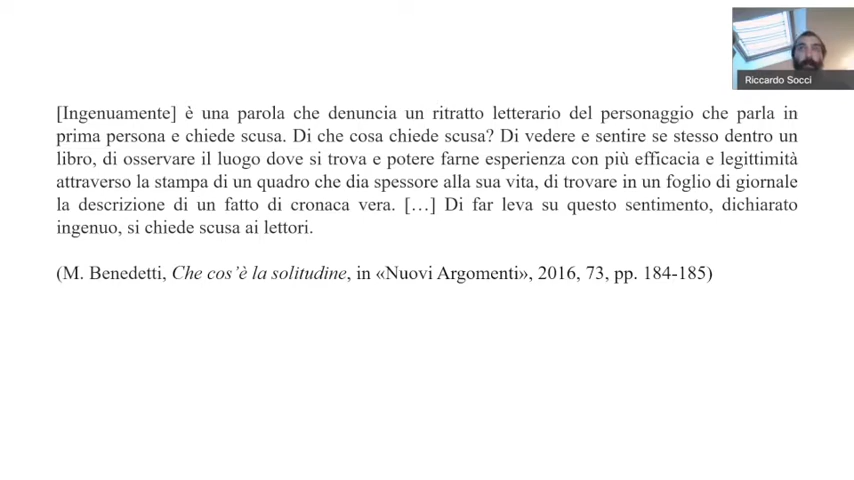 Riccardo Socci
[Ingenuamente] è una parola che denuncia un ritratto letterario del personaggio che parla in
prima persona e chiede scusa. Di che cosa chiede scusa? Di vedere e sentire se stesso dentro un
libro, di osservare il luogo dove si trova e potere farne esperienza con più efficacia e legittimità
attraverso la stampa di un quadro che dia spessore alla sua vita, di trovare in un foglio di giornale
la descrizione di un fatto di cronaca vera. […] Di far leva su questo sentimento, dichiarato
ingenuo, si chiede scusa ai lettori.
(M. Benedetti, Che cos’è la solitudine, in «Nuovi Argomenti», 2016, 73, pp. 184-185)